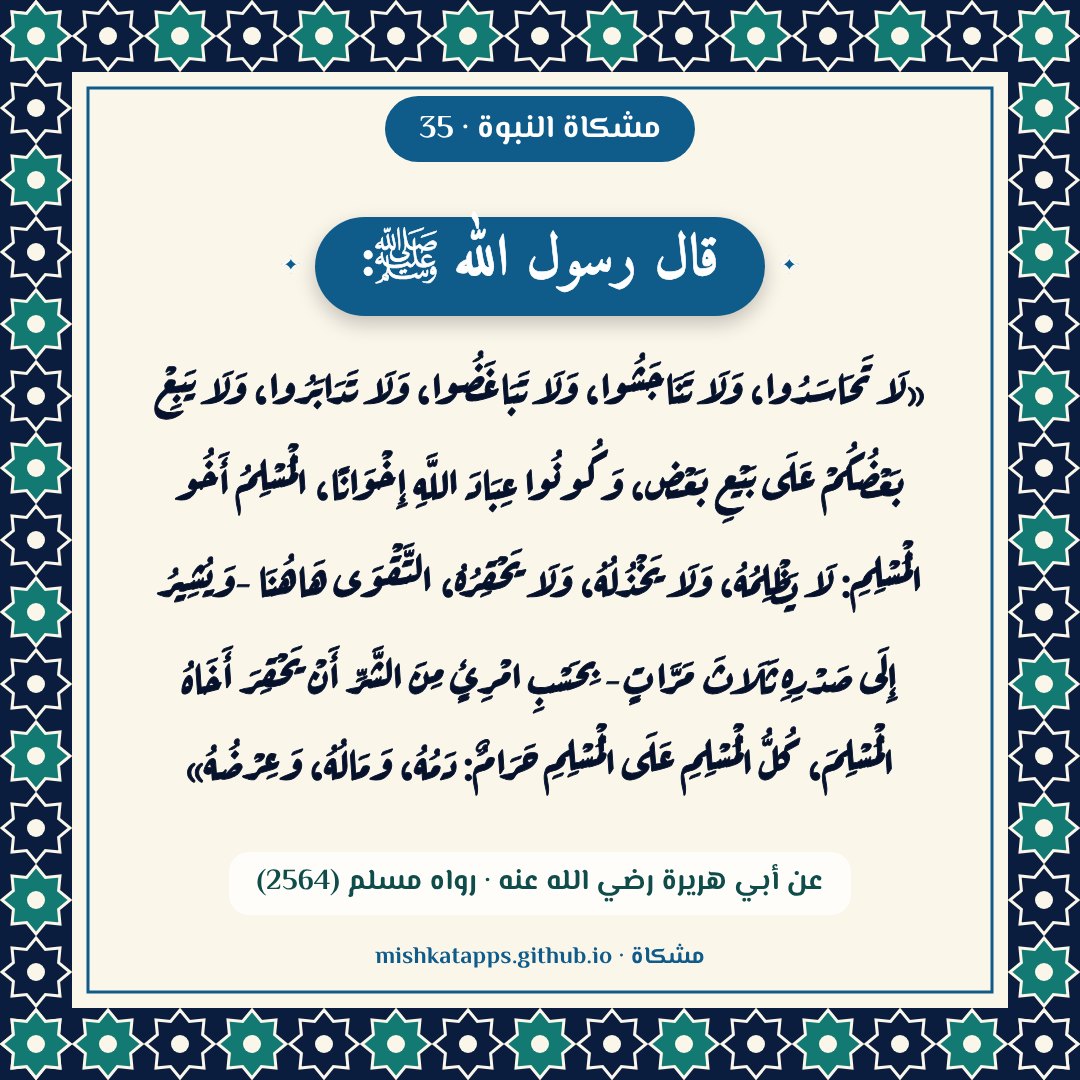 مشكاة النبوة · 35
قال رسول الله ﷺ:
«لَا تَحَاسَدُوا، وَلَا تَنَاجَشُوا، وَلَا تَبَاغَضُوا، وَلَا تَدَابَرُوا، وَلَا يَبِعْ
بَعْضُكُمْ عَلَى بَيْعِ بَعْضٍ، وَكُونُوا عِبَادَ اللَّهِ إِخْوَانًا، الْمُسْلِمُ أَخُو
الْمُسْلِمِ: لَا يَظْلِمُهُ، وَلَا يَخْذُلُهُ، وَلَا يَحْقِرُهُ، التَّقْوَى هَاهُنَا -وَيُشِيرُ
إِلَى صَدْرِهِ ثَلَاثَ مَرَّاتٍ- بِحَسْبِ امْرِئٍ مِنَ الشَّرِّ أَنْ يَحْقِرَ أَخَاهُ
الْمُسْلِمَ، كُلُّ الْمُسْلِمِ عَلَى الْمُسْلِمِ حَرَامٌ: دَمُهُ، وَمَالُهُ، وَعِرْضُهُ»
عن أبي هريرة رضي الله عنه · رواه مسلم (2564)
مشكاة · mishkatapps.github.io